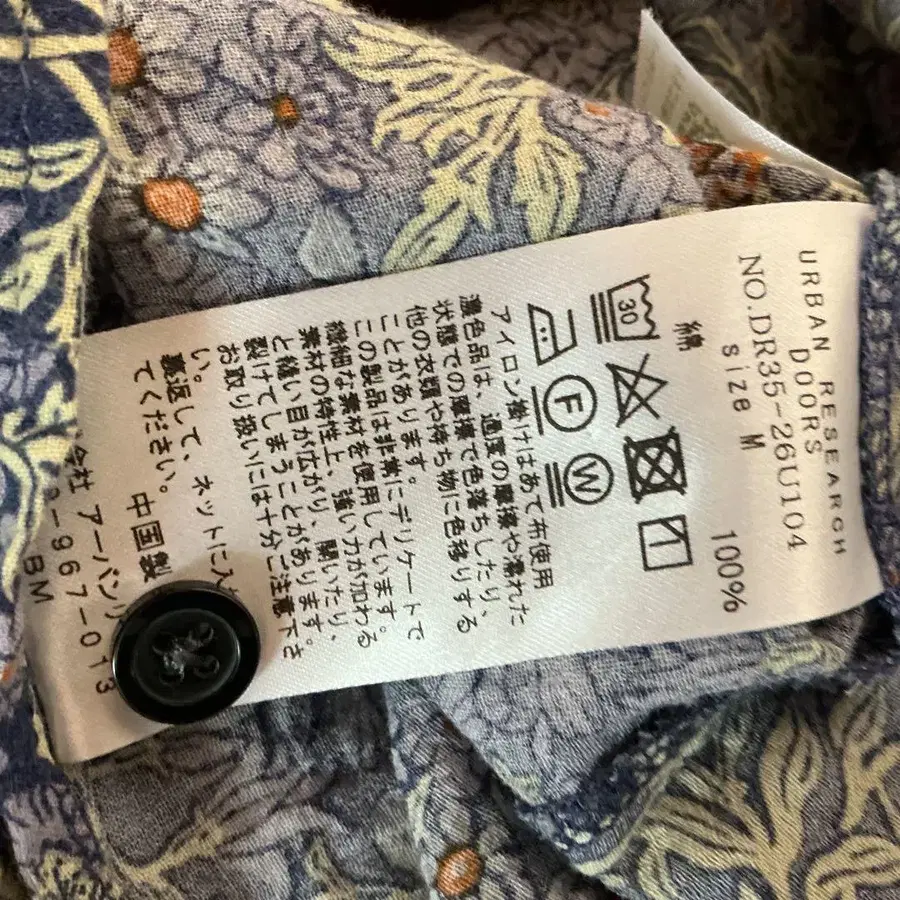 URBAN RESEARCH
DOORS
NO.DR35-26U104
size M
綿 100%
30
F W
アイロン掛けはあて布使用
濃色品は、過度の摩擦や濡れた
状態での摩擦で色落ちしたり、
他の衣類や持ち物に色移りする
ことがあります。
この製品は非常にデリケートで
繊細な素材を使用しています。
素材の特性上、強い力が加わる
と縫い目が広がり、開いたり、
裂けてしまうことがあります。
お取り扱いには十分ご注意下さ
い。
裏返して、ネットに入
てください。
中国製
会社 アーバンリ
-967-013
BM